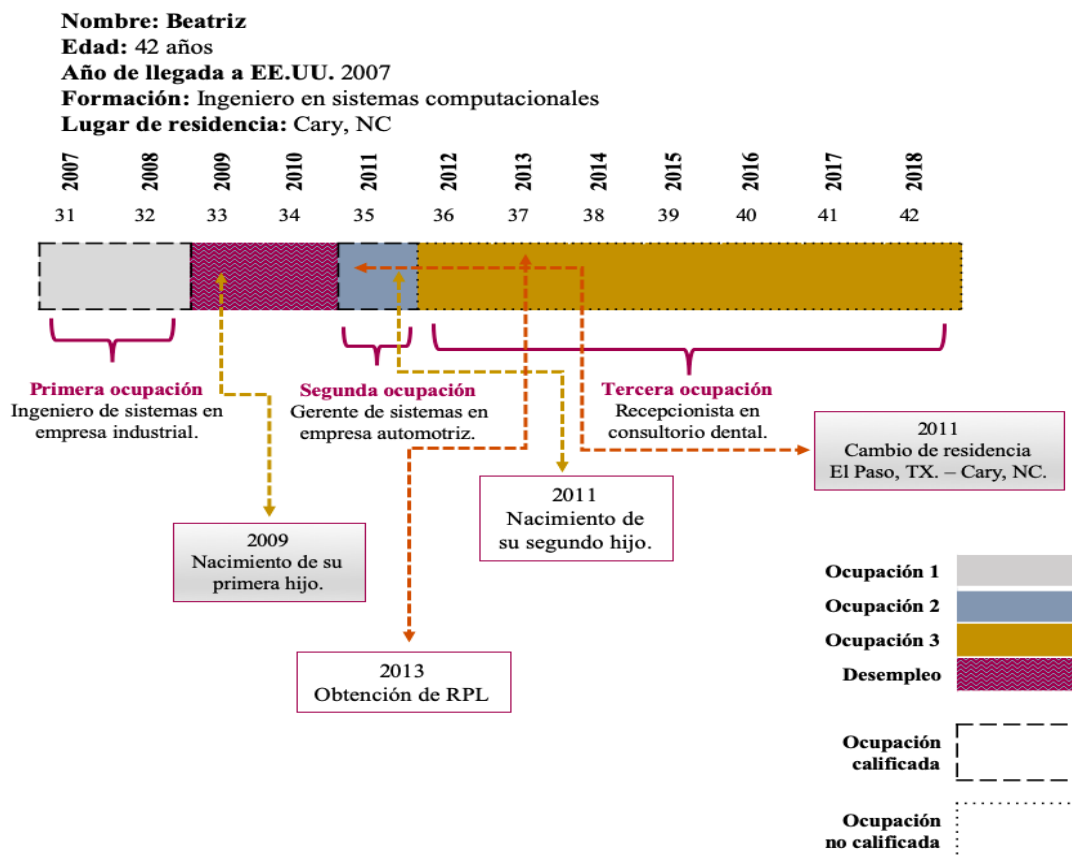 Nombre: Beatriz
Edad: 42 años
Año de llegada a EE.UU. 2007
Formación: Ingeniero en sistemas computacionales
Lugar de residencia: Cary, NC
2007 2008 2009 2010 2011 2012 2013 2014 2015 2016 2017 2018
31 32 33 34 35 36 37 38 39 40 41 42
Primera ocupación
Ingeniero de sistemas en
empresa industrial.
Segunda ocupación
Gerente de sistemas en
empresa automotriz.
Tercera ocupación
Recepcionista en
consultorio dental.
2011
Cambio de residencia
El Paso, TX. – Cary, NC.
2011
Nacimiento de
su segundo hijo.
2009
Nacimiento de su
primera hijo.
2013
Obtención de RPL
Ocupación 1
Ocupación 2
Ocupación 3
Desempleo
Ocupación
calificada
Ocupación
no calificada